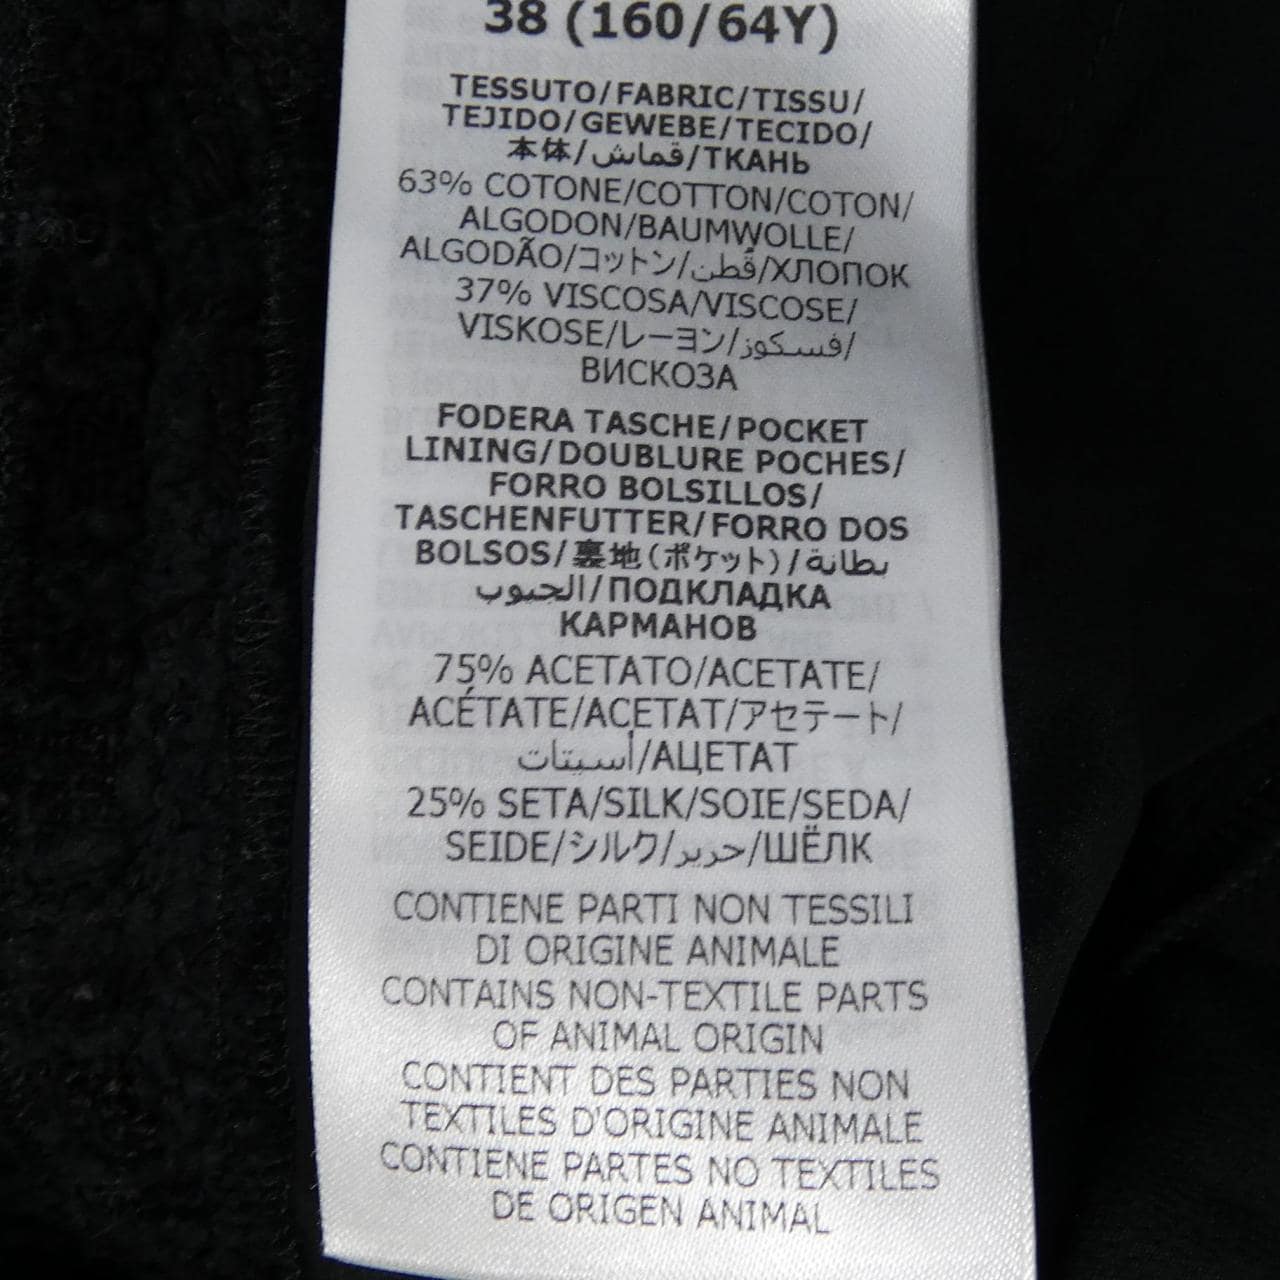 38 (160/64Y)
TESSUTO/FABRIC/TISSU/
TEJIDO/GEWEBE/TECIDO/
本体/قماش/ТКАНЬ
63% COTONE/COTTON/COTON/
ALGODON/BAUMWOLLE/
ALGODÃO/コットン/قطن/ХЛОПОК
37% VISCOSA/VISCOSE/
VISKOSE/レーヨン/فسكوز/
ВИСКОЗА
FODERA TASCHE/POCKET
LINING/DOUBLURE POCHES/
FORRO BOLSILLOS/
TASCHENFUTTER/FORRO DOS
BOLSOS/裏地(ポケット)/بطانة
الجيوب/ПОДКЛАДКА
КАРМАНОВ
75% ACETATO/ACETATE/
ACÉTATE/ACETAT/アセテート/
أسيتات/АЦЕТАТ
25% SETA/SILK/SOIE/SEDA/
SEIDE/シルク/حرير/ШЁЛК
CONTIENE PARTI NON TESSILI
DI ORIGINE ANIMALE
CONTAINS NON-TEXTILE PARTS
OF ANIMAL ORIGIN
CONTIENT DES PARTIES NON
TEXTILES D'ORIGINE ANIMALE
CONTIENE PARTES NO TEXTILES
DE ORIGEN ANIMAL